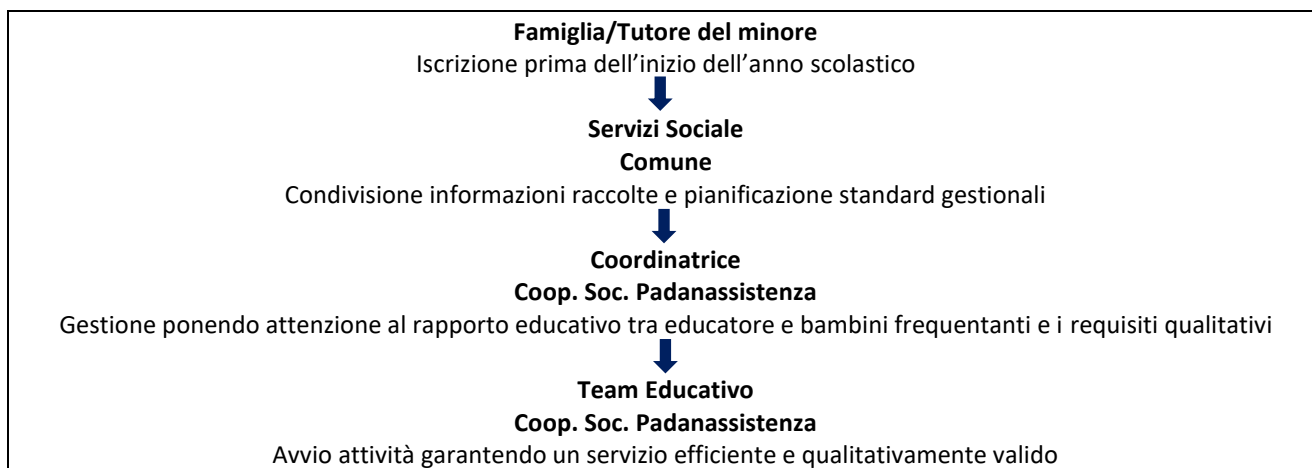 Famiglia/Tutore del minore
Iscrizione prima dell’inizio dell’anno scolastico
Servizi Sociale
Comune
Condivisione informazioni raccolte e pianificazione standard gestionali
Coordinatrice
Coop. Soc. Padanassistenza
Gestione ponendo attenzione al rapporto educativo tra educatore e bambini frequentanti e i requisiti qualitativi
Team Educativo
Coop. Soc. Padanassistenza
Avvio attività garantendo un servizio efficiente e qualitativamente valido